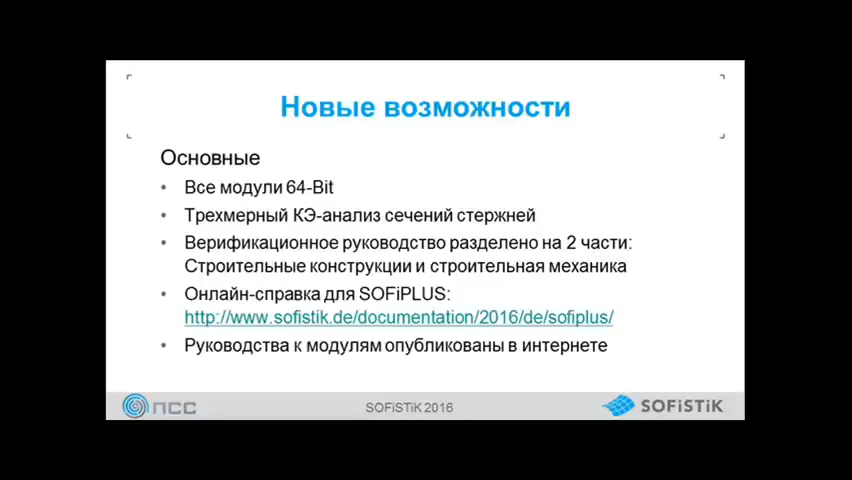 Новые возможности
Основные
• Все модули 64-Bit
• Трехмерный КЭ-анализ сечений стержней
• Верификационное руководство разделено на 2 части:
Строительные конструкции и строительная механика
• Онлайн-справка для SOFiPLUS:
http://www.sofistik.de/documentation/2016/de/sofiplus/
• Руководства к модулям опубликованы в интернете
ПСС
SOFiSTiK 2016
SOFiSTiK